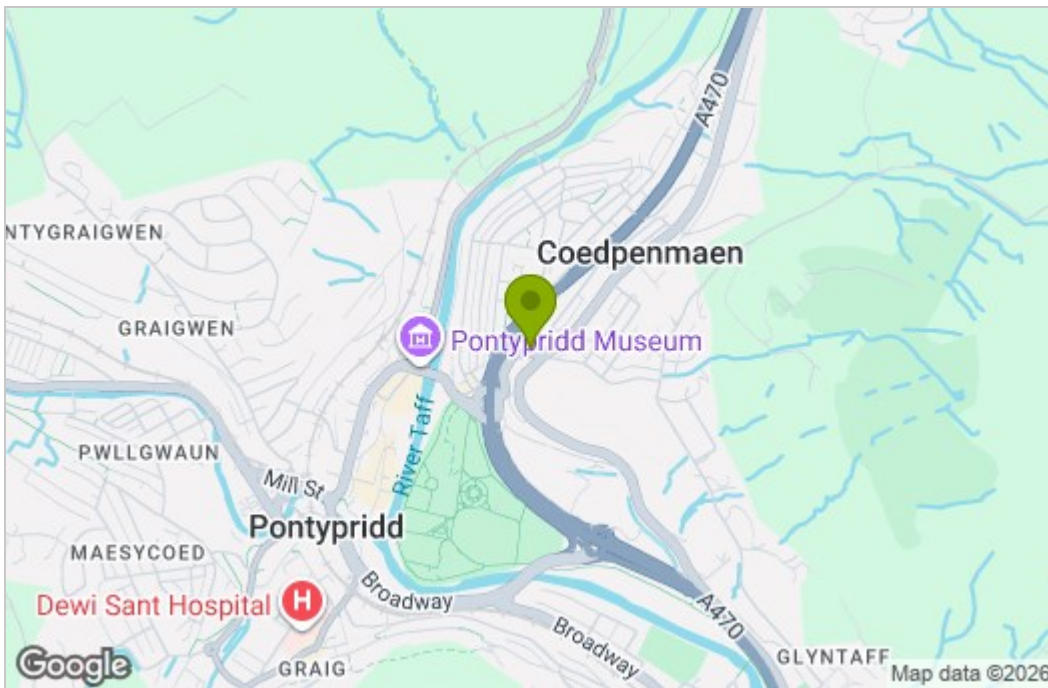 A470
NTYGRAIGWEN
Coedpenmaen
GRAIGWEN
Pontypridd Museum
River Taff
PWLLGWAUN
Mill St
Pontypridd
MAESYCOED
Broadway
Dewi Sant Hospital
H
A470
Broadway
GRAIG
GLYNTAFF
Google
Map data ©2026